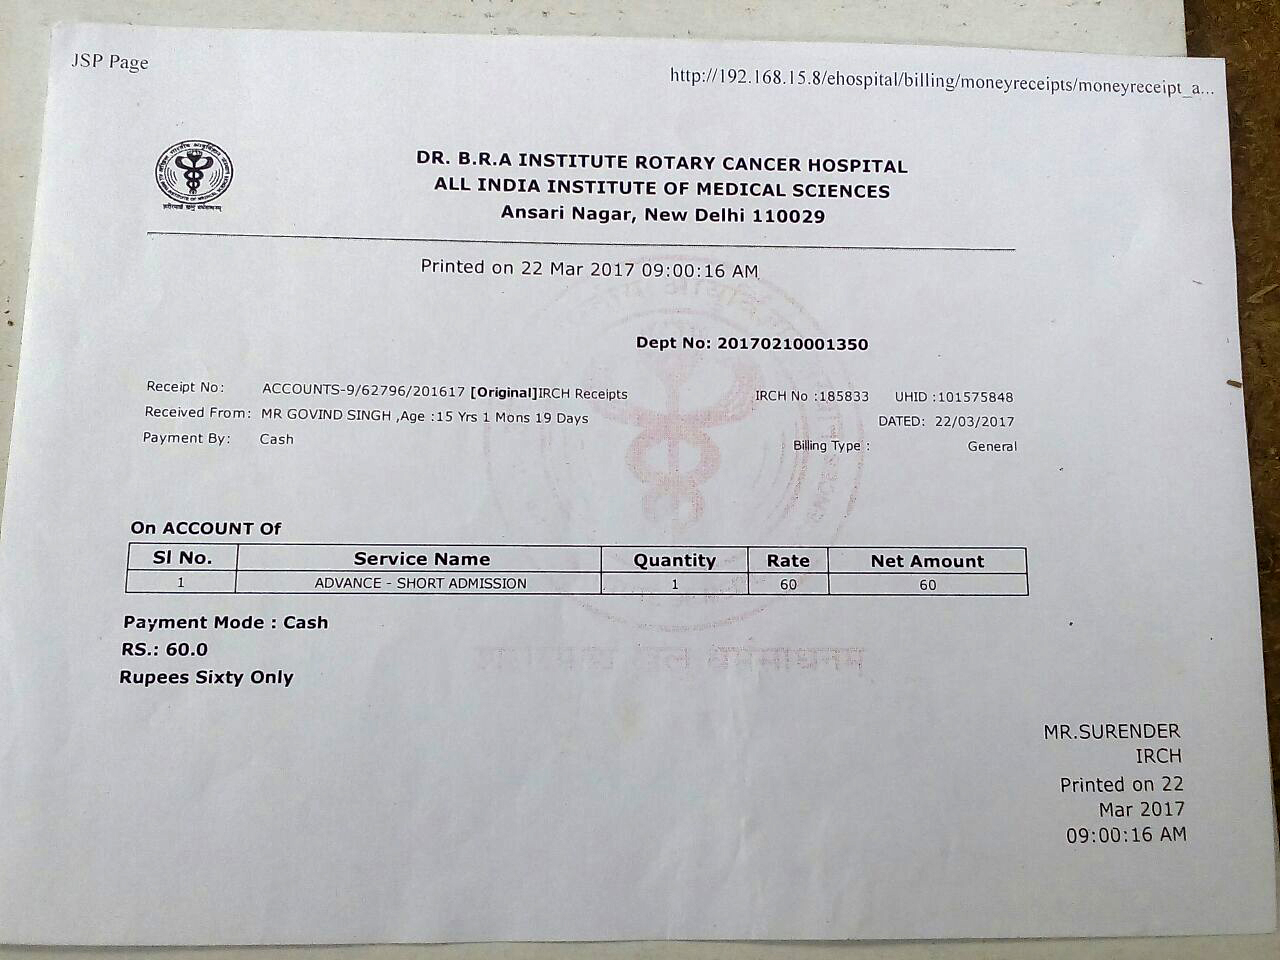 JSP Page
http://192.168.15.8/ehospital/billing/moneyreceipts/moneyreceipt_a...
DR. B.R.A INSTITUTE ROTARY CANCER HOSPITAL
ALL INDIA INSTITUTE OF MEDICAL SCIENCES
Ansari Nagar, New Delhi 110029
Printed on 22 Mar 2017 09:00:16 AM
Dept No: 20170210001350
Receipt No: ACCOUNTS-9/62796/201617 [Original]IRCH Receipts IRCH No :185833 UHID :101575848
Received From: MR GOVIND SINGH ,Age :15 Yrs 1 Mons 19 Days DATED: 22/03/2017
Payment By: Cash Billing Type : General
On ACCOUNT Of
Sl No. Service Name Quantity Rate Net Amount
1 ADVANCE - SHORT ADMISSION 1 60 60
Payment Mode : Cash
RS.: 60.0
Rupees Sixty Only
MR.SURENDER
IRCH
Printed on 22
Mar 2017
09:00:16 AM